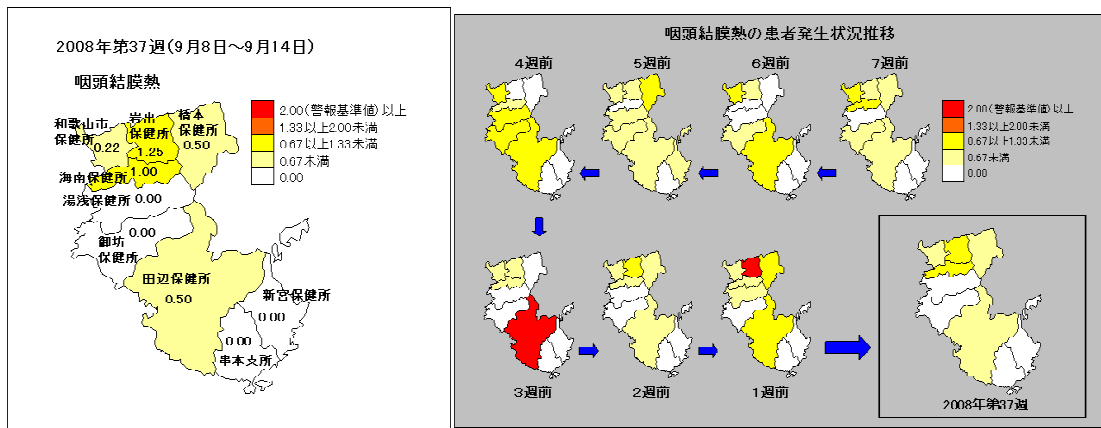 2008年第37週(9月8日～9月14日)
咽頭結膜熱
和歌山市
保健所
0.22
岩出
保健所
1.25
橋本
保健所
0.50
海南保健所
1.00
湯浅保健所
0.00
御坊
保健所
0.00
田辺保健所
0.50
新宮保健所
0.00
串本支所
0.00
2.00(警報基準値)以上
1.33以上2.00未満
0.67以上1.33未満
0.67未満
0.00
咽頭結膜熱の患者発生状況推移
4週前
5週前
6週前
7週前
2.00(警報基準値)以上
1.33以上2.00未満
0.67以上1.33未満
0.67未満
0.00
3週前
2週前
1週前
2008年第37週